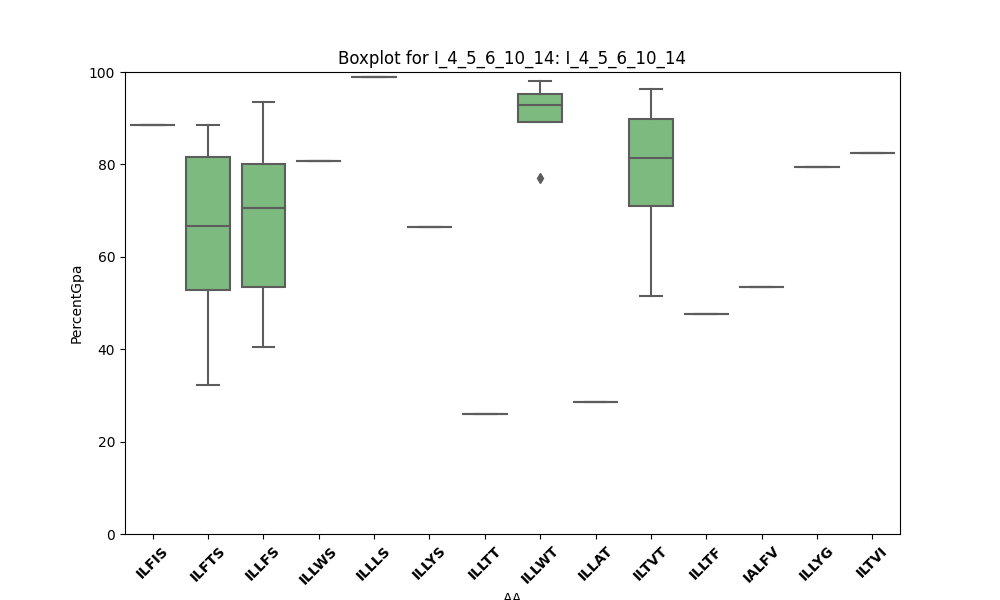 Boxplot for I_4_5_6_10_14: I_4_5_6_10_14
PercentGpa
100
80
60
40
20
0
ILFIS ILFTS ILLFS ILLWS ILLLS ILLYS ILLTT ILLWT ILLAT ILTVT ILLTF IALFV ILLYG ILTVI
AA